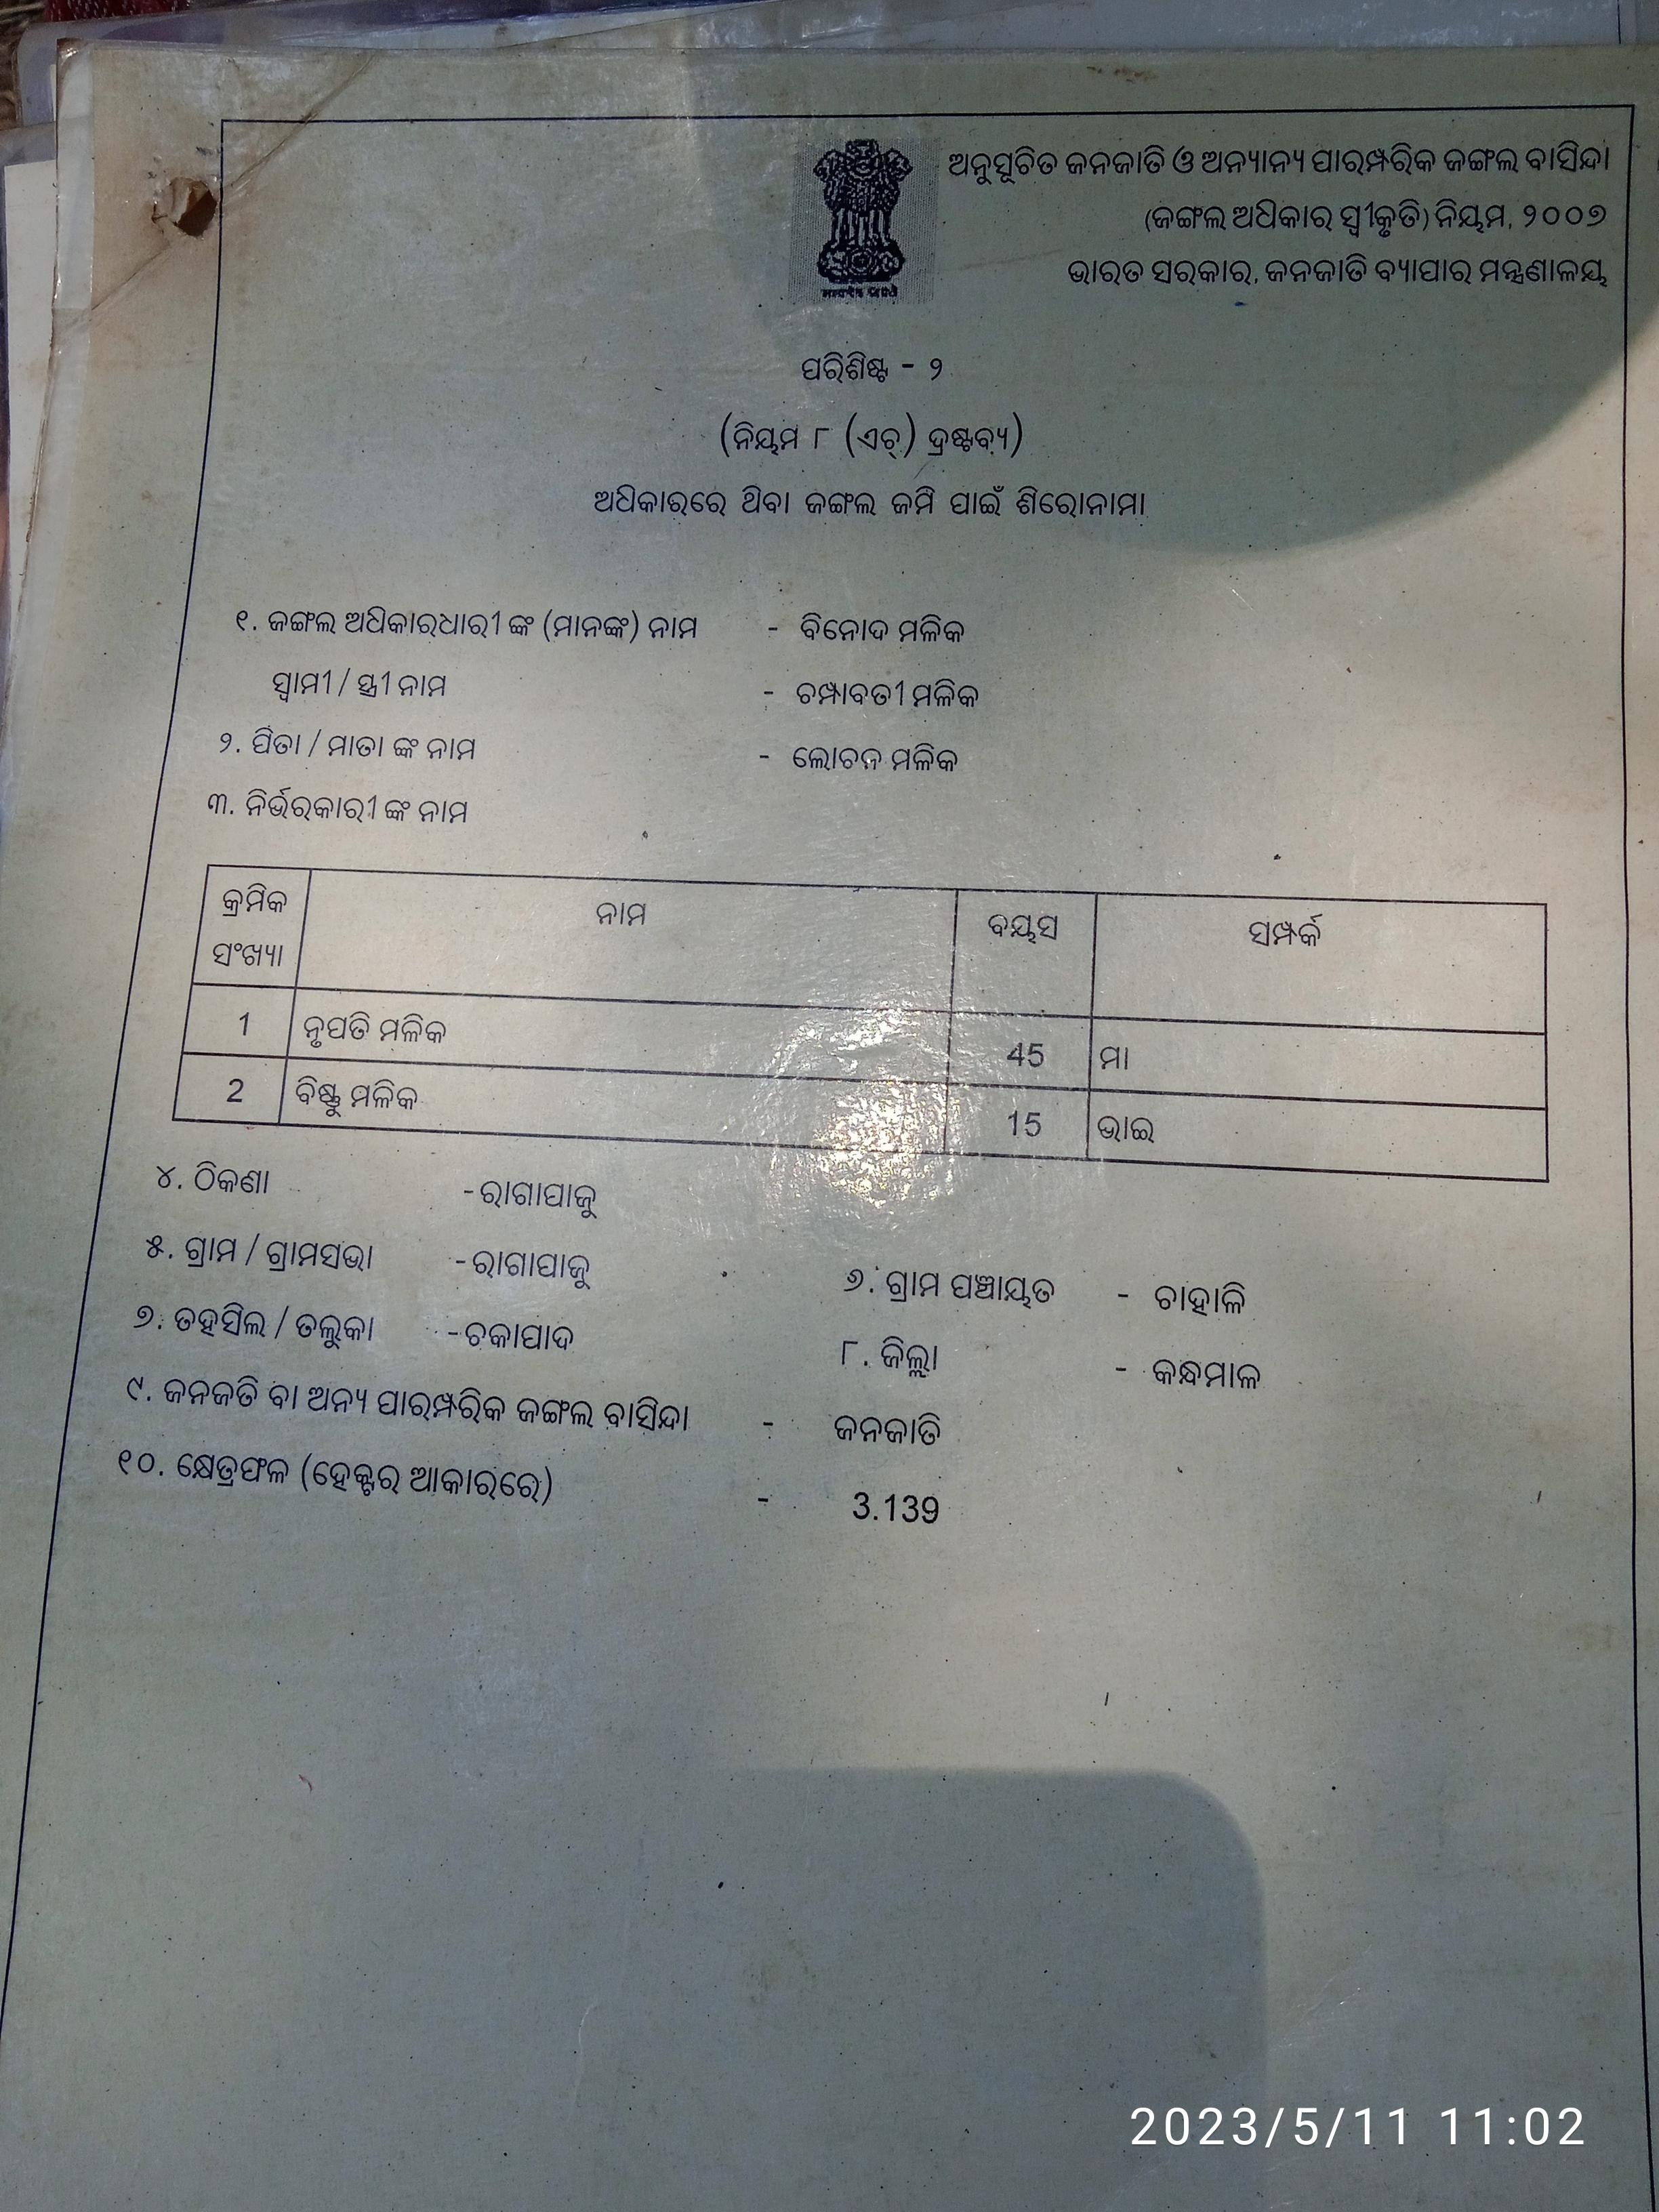 ଅନୁସୂଚିତ ଜନଜାତି ଓ ଅନ୍ୟାନ୍ୟ ପାରମ୍ପରିକ ଜଙ୍ଗଲ ବାସିନ୍ଦା
(ଜଙ୍ଗଲ ଅଧିକାର ସ୍ୱୀକୃତି) ନିୟମ, ୨୦୦୭
ଭାରତ ସରକାର, ଜନଜାତି ବ୍ୟାପାର ମନ୍ତ୍ରଣାଳୟ
ପରିଶିଷ୍ଟ - ୨
(ନିୟମ ୮ (ଏଚ୍) ଦ୍ରଷ୍ଟବ୍ୟ)
ଅଧିକାରରେ ଥିବା ଜଙ୍ଗଲ ଜମି ପାଇଁ ଶିରୋନାମା
୧. ଜଙ୍ଗଲ ଅଧିକାରଧାରୀ ଙ୍କ (ମାନଙ୍କ) ନାମ - ବିନୋଦ ମଳିକ
ସ୍ୱାମୀ / ସ୍ତ୍ରୀ ନାମ - ଚମ୍ପାବତୀ ମଳିକ
୨. ପିତା / ମାତା ଙ୍କ ନାମ - ଲୋଚନ ମଳିକ
୩. ନିର୍ଭରକାରୀ ଙ୍କ ନାମ
କ୍ରମିକ ସଂଖ୍ୟା ନାମ ବୟସ ସମ୍ପର୍କ
1 ନୃପତି ମଳିକ 45 ମା
2 ବିଷ୍ଣୁ ମଳିକ 15 ଭାଇ
୪. ଠିକଣା - ରାଗାପାଜୁ
୫. ଗ୍ରାମ / ଗ୍ରାମସଭା - ରାଗାପାଜୁ ୬. ଗ୍ରାମ ପଞ୍ଚାୟତ - ଚାହାଳି
୭. ତହସିଲ / ତଲୁକା - ଚକାପାଦ ୮. ଜିଲ୍ଲା - କନ୍ଧମାଳ
୯. ଜନଜତି ବା ଅନ୍ୟ ପାରମ୍ପରିକ ଜଙ୍ଗଲ ବାସିନ୍ଦା - ଜନଜାତି
୧୦. କ୍ଷେତ୍ରଫଳ (ହେକ୍ଟର ଆକାରରେ) - 3.139
2023/5/11 11:02